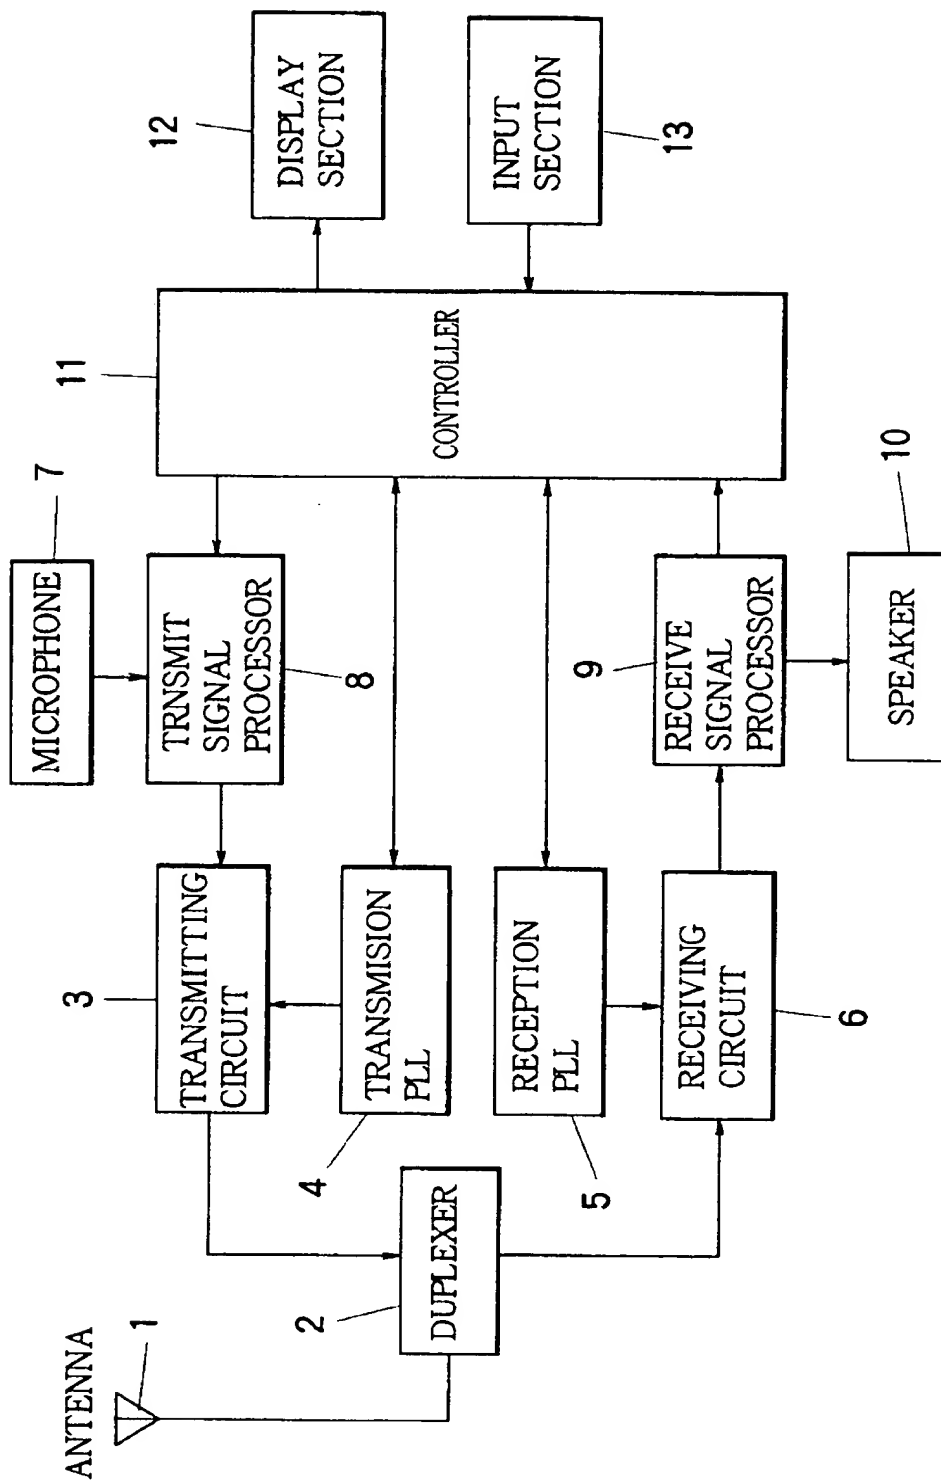 ANTENNA
1
DUPLEXER
2
3
TRANSMITTING
CIRCUIT
TRANSMISION
PLL
4
RECEPTION
PLL
5
RECEIVING
CIRCUIT
6
MICROPHONE
7
TRNSMIT
SIGNAL
PROCESSOR
8
9
RECEIVE
SIGNAL
PROCESSOR
SPEAKER
10
11
CONTROLLER
12
DISPLAY
SECTION
INPUT
SECTION
13